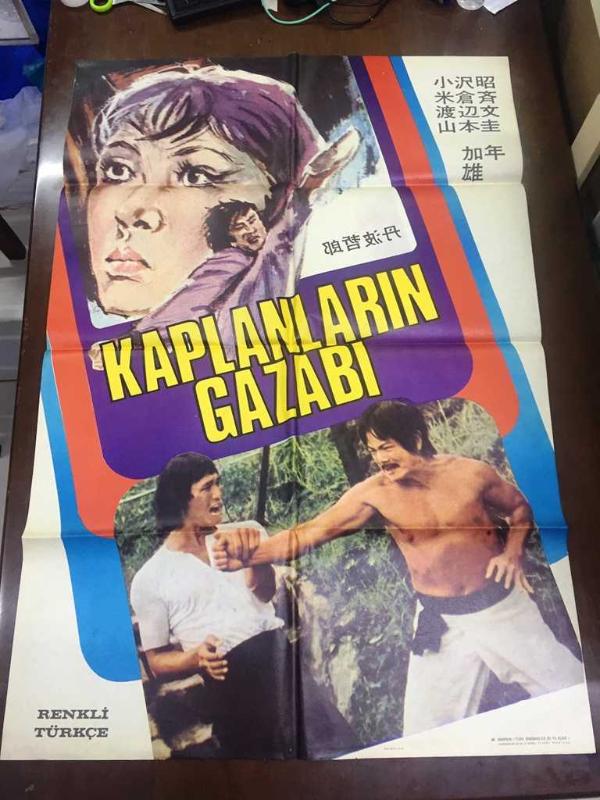 小沢昭
米倉斉
渡辺文
山本圭
加年
雄
丹波哲郎
KAPLANLARIN
GAZABI
RENKLİ
TÜRKÇE